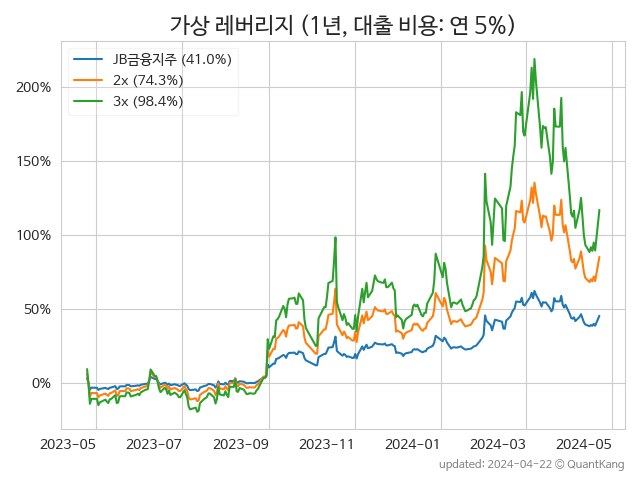 가상 레버리지 (1년, 대출 비용: 연 5%)
JB금융지주 (41.0%)
2x (74.3%)
3x (98.4%)
200%
150%
100%
50%
0%
2023-05 2023-07 2023-09 2023-11 2024-01 2024-03 2024-05
updated: 2024-04-22 © QuantKang